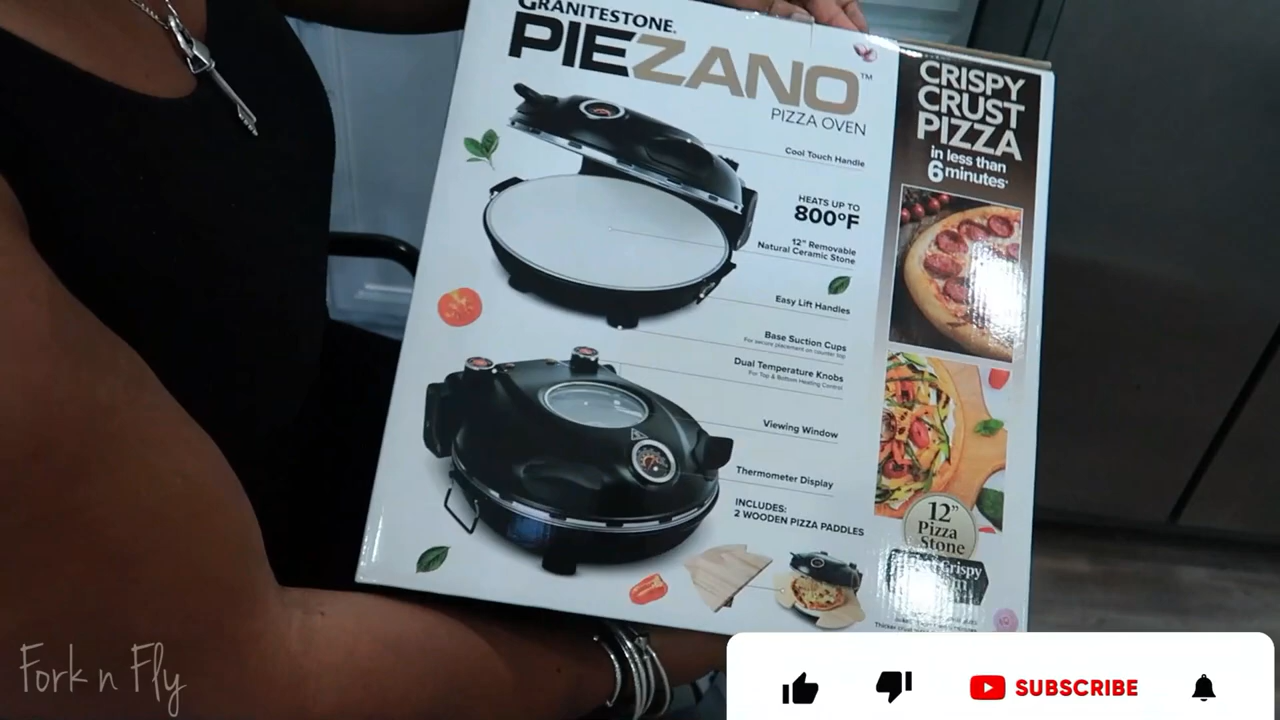 GRANITESTONE.
PIEZANO™
PIZZA OVEN
Cool Touch Handle
HEATS UP TO
800°F
12" Removable
Natural Ceramic Stone
Easy Lift Handles
Base Suction Cups
For secure placement on counter top
Dual Temperature Knobs
For Top & Bottom Heating Control
Viewing Window
Thermometer Display
INCLUDES:
2 WOODEN PIZZA PADDLES
CRISPY
CRUST
PIZZA
in less than
6 minutes*
12"
Pizza
Stone
Crispy
Fork n Fly
SUBSCRIBE